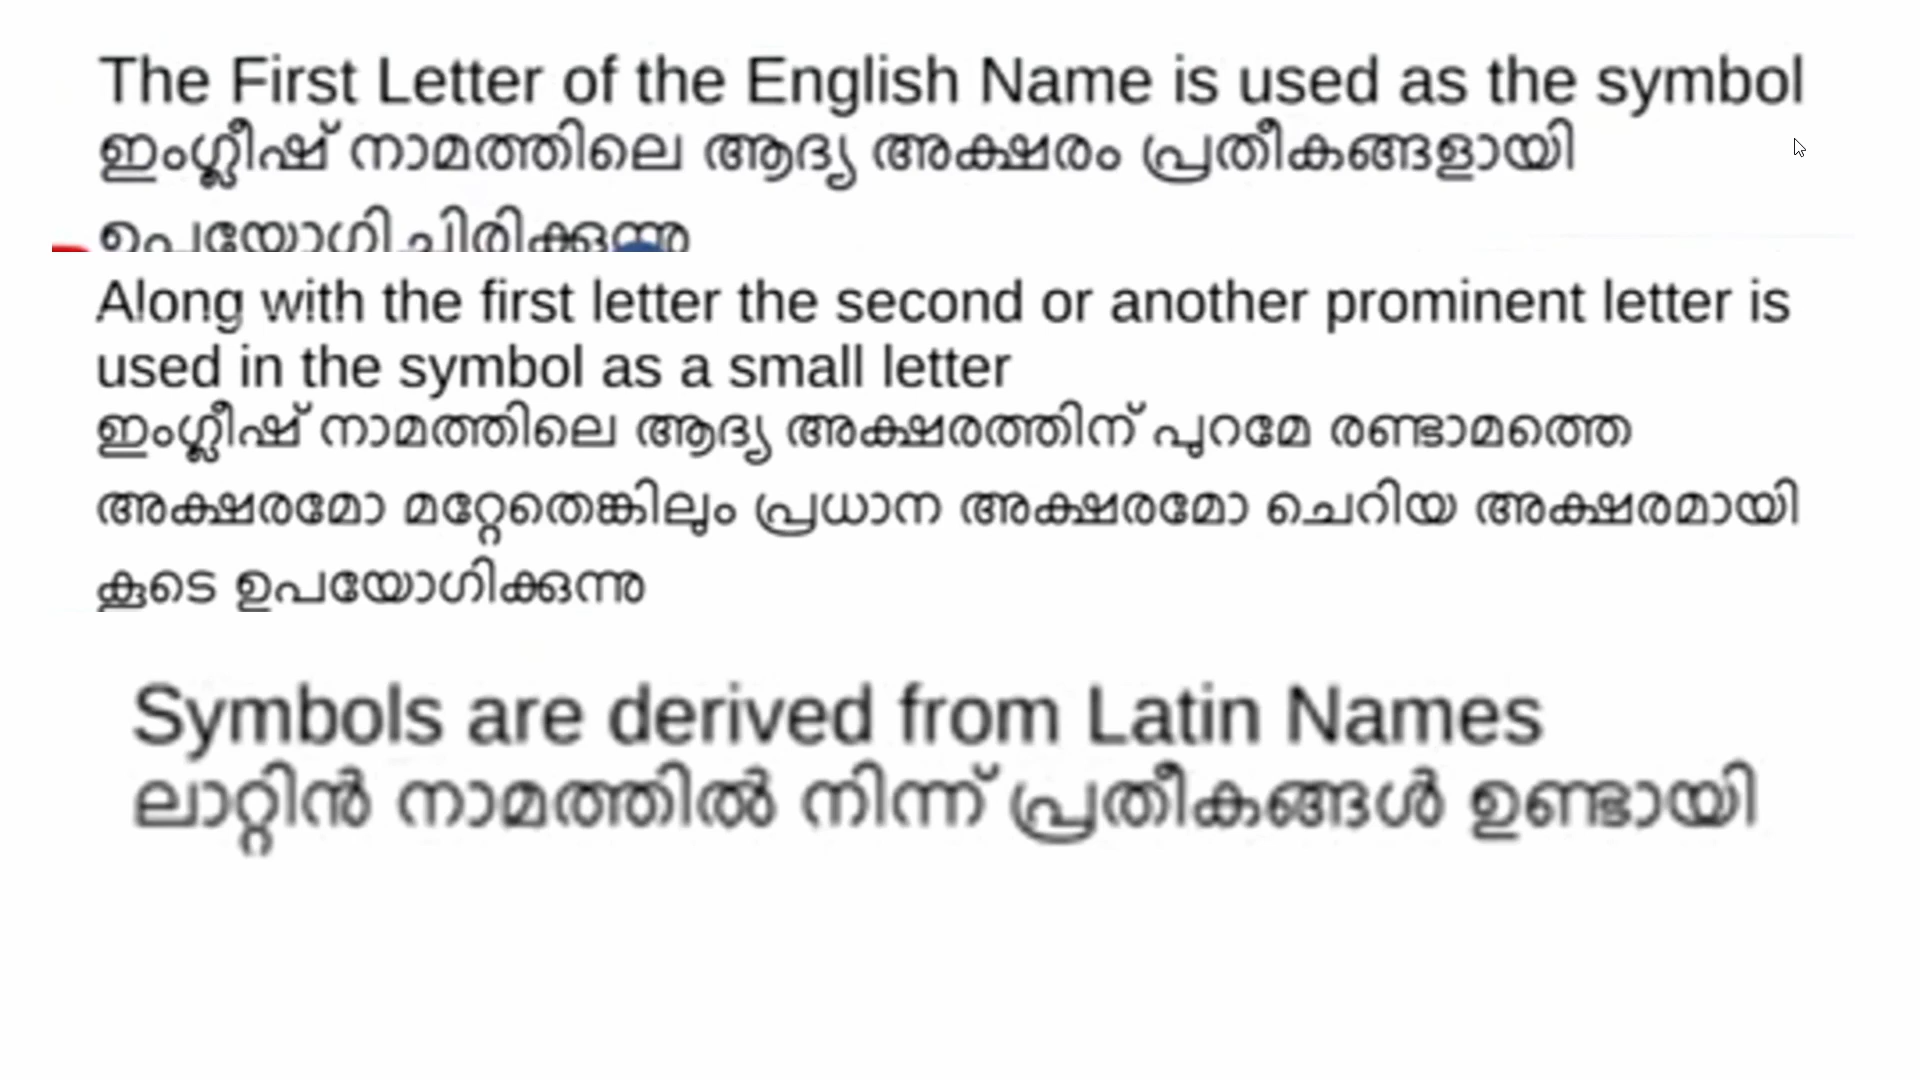 The First Letter of the English Name is used as the symbol
ഇംഗ്ലീഷ് നാമത്തിലെ ആദ്യ അക്ഷരം പ്രതീകങ്ങളായി
ഉപയോഗി ചിരിക്കുന്നു
Along with the first letter the second or another prominent letter is
used in the symbol as a small letter
ഇംഗ്ലീഷ് നാമത്തിലെ ആദ്യ അക്ഷരത്തിന് പുറമേ രണ്ടാമത്തെ
അക്ഷരമോ മറ്റേതെങ്കിലും പ്രധാന അക്ഷരമോ ചെറിയ അക്ഷരമായി
കൂടെ ഉപയോഗിക്കുന്നു
Symbols are derived from Latin Names
ലാറ്റിൻ നാമത്തിൽ നിന്ന് പ്രതീകങ്ങൾ ഉണ്ടായി